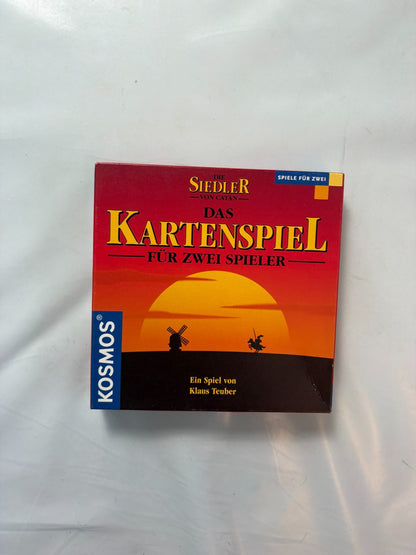 DIE
SIEDLER
VON CATAN
SPIELE FÜR ZWEI
DAS
KARTENSPIEL
FÜR ZWEI SPIELER
KOSMOS®
Ein Spiel von
Klaus Teuber